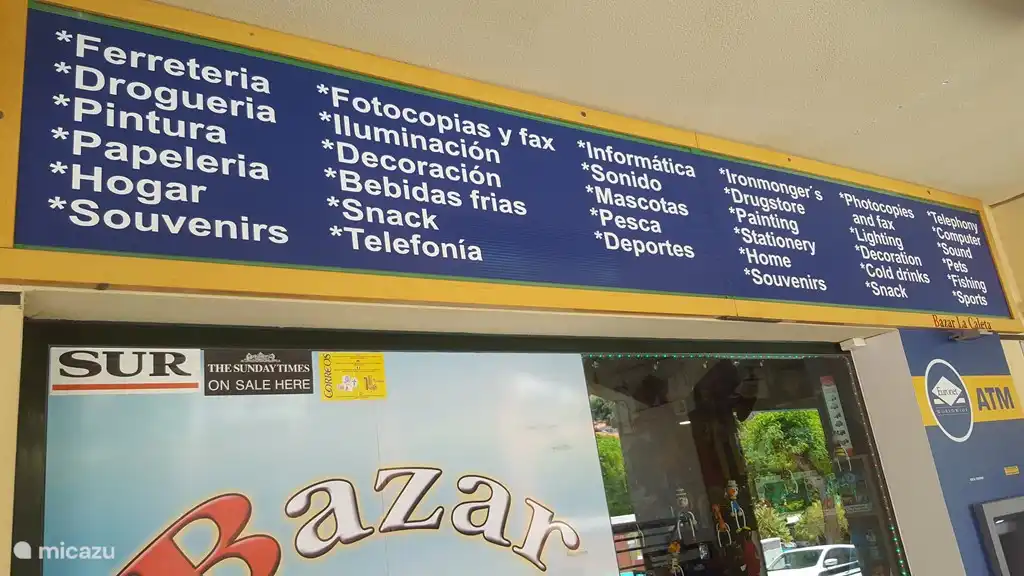 *Ferreteria
*Drogueria
*Pintura
*Papeleria
*Hogar
*Souvenirs
*Fotocopias y fax
*Iluminación
*Decoración
*Bebidas frias
*Snack
*Telefonía
*Informática
*Sonido
*Mascotas
*Pesca
*Deportes
*Ironmonger´s
*Drugstore
*Painting
*Stationery
*Home
*Souvenirs
*Photocopies
and fax
*Lighting
*Decoration
*Cold drinks
*Snack
*Telephony
*Computer
*Sound
*Pets
*Fishing
*Sports
Bazar La Caleta
SUR
THE SUNDAY TIMES
ON SALE HERE
CORREOS
Bazar
Euronet
WORLDWIDE
ATM
micazu